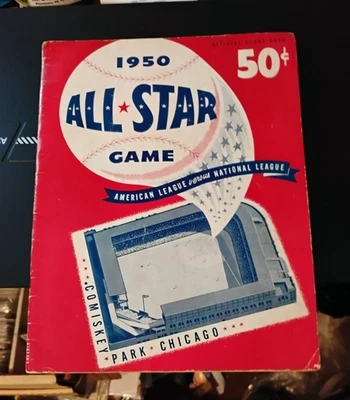 OFFICIAL SCORE BOOK
50¢
1950
ALL★STAR
GAME
AMERICAN LEAGUE versus NATIONAL LEAGUE
COMISKEY
PARK • CHICAGO